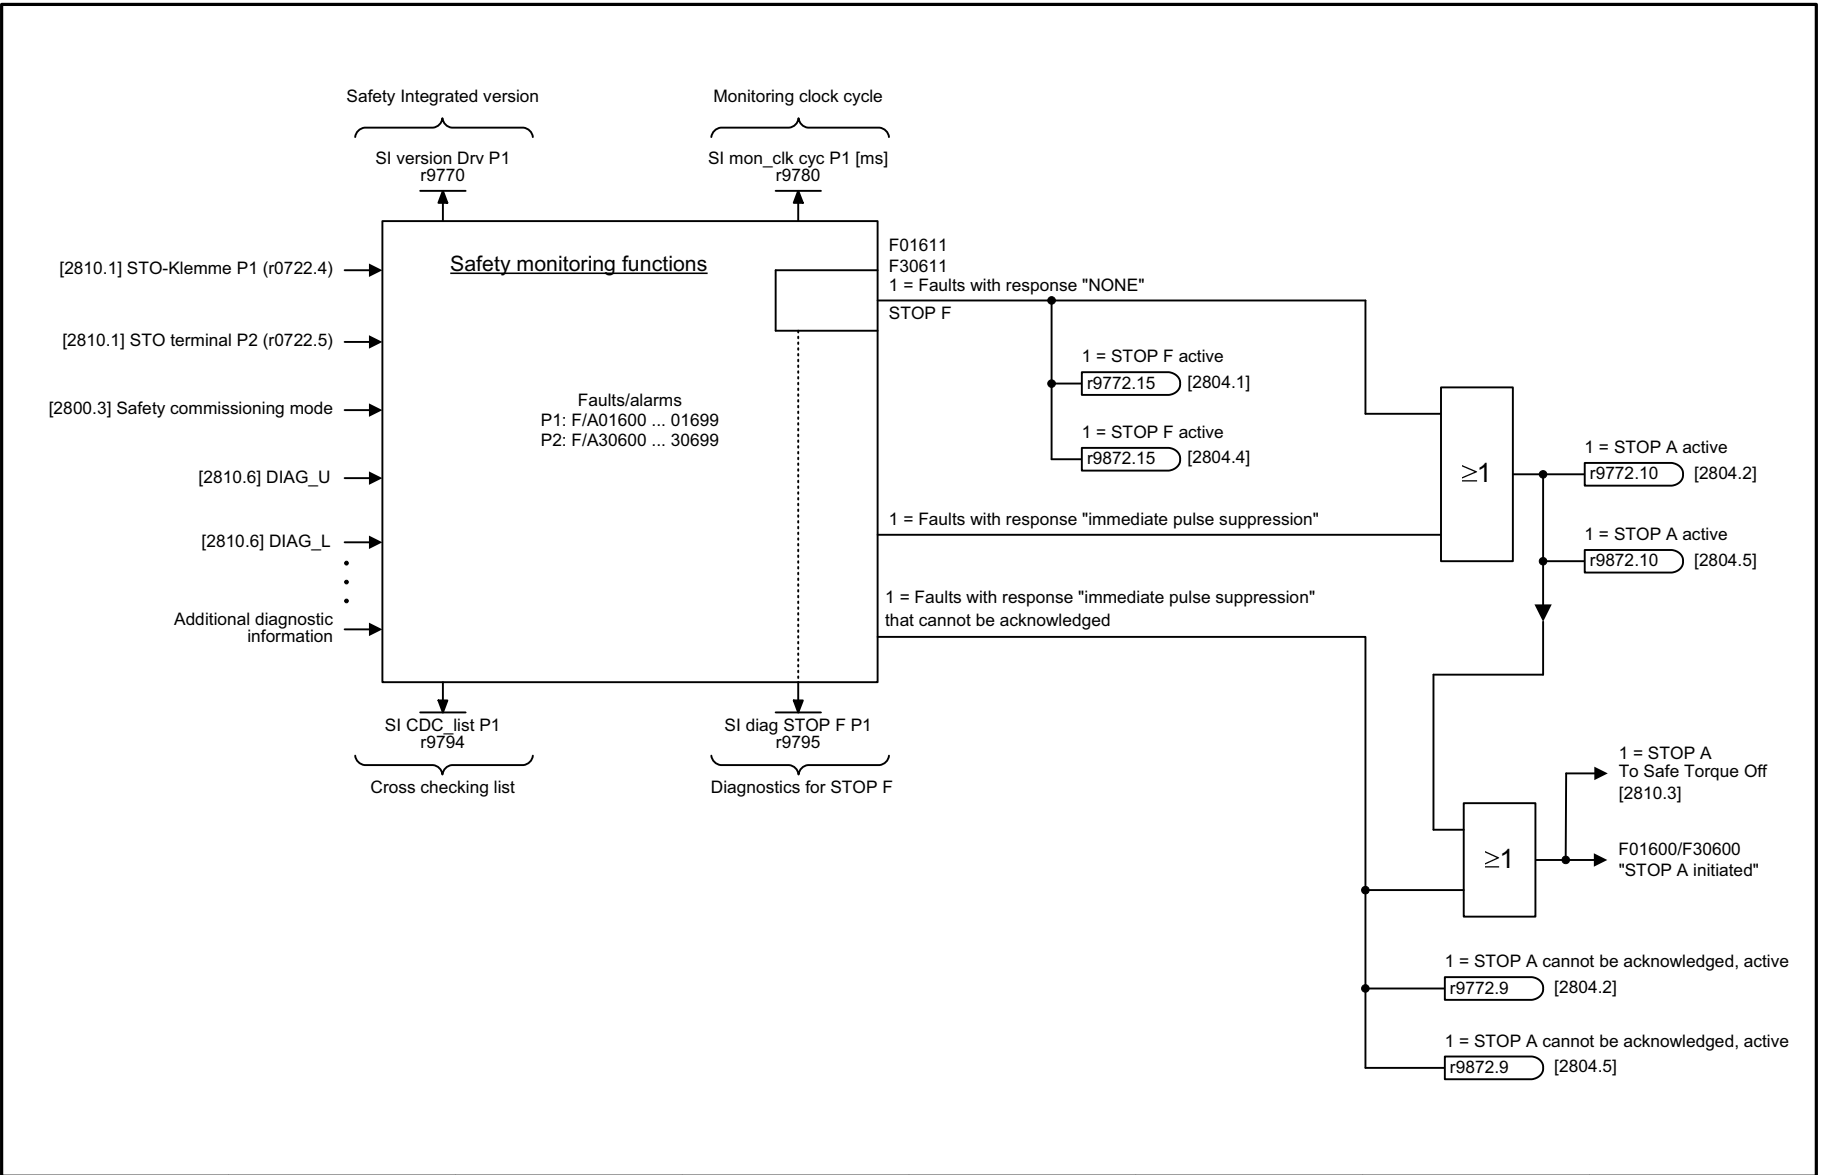 Safety Integrated version
SI version Drv P1
r9770
Monitoring clock cycle
SI mon_clk cyc P1 [ms]
r9780
[2810.1] STO-Klemme P1 (r0722.4)
[2810.1] STO terminal P2 (r0722.5)
[2800.3] Safety commissioning mode
[2810.6] DIAG_U
[2810.6] DIAG_L
Additional diagnostic
information
Safety monitoring functions
Faults/alarms
P1: F/A01600 ... 01699
P2: F/A30600 ... 30699
F01611
F30611
1 = Faults with response "NONE"
STOP F
1 = STOP F active
r9772.15 [2804.1]
1 = STOP F active
r9872.15 [2804.4]
1 = Faults with response "immediate pulse suppression"
1 = Faults with response "immediate pulse suppression"
that cannot be acknowledged
≥1
1 = STOP A active
r9772.10 [2804.2]
1 = STOP A active
r9872.10 [2804.5]
SI CDC_list P1
r9794
Cross checking list
SI diag STOP F P1
r9795
Diagnostics for STOP F
≥1
1 = STOP A
To Safe Torque Off
[2810.3]
F01600/F30600
"STOP A initiated"
1 = STOP A cannot be acknowledged, active
r9772.9 [2804.2]
1 = STOP A cannot be acknowledged, active
r9872.9 [2804.5]